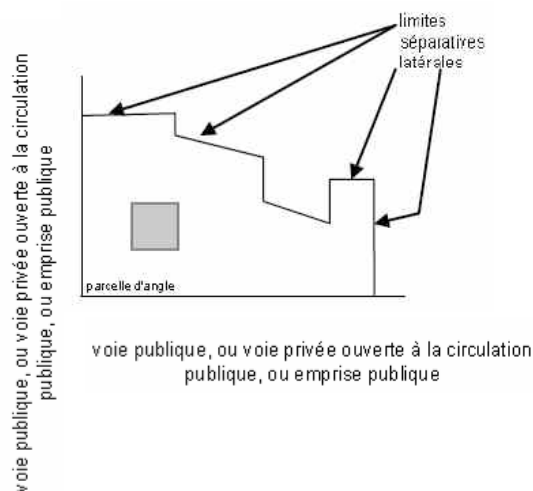 limites
séparatives
latérales
voie publique, ou voie privée ouverte à la circulation
publique, ou emprise publique
parcelle d'angle
voie publique, ou voie privée ouverte à la circulation
publique, ou emprise publique